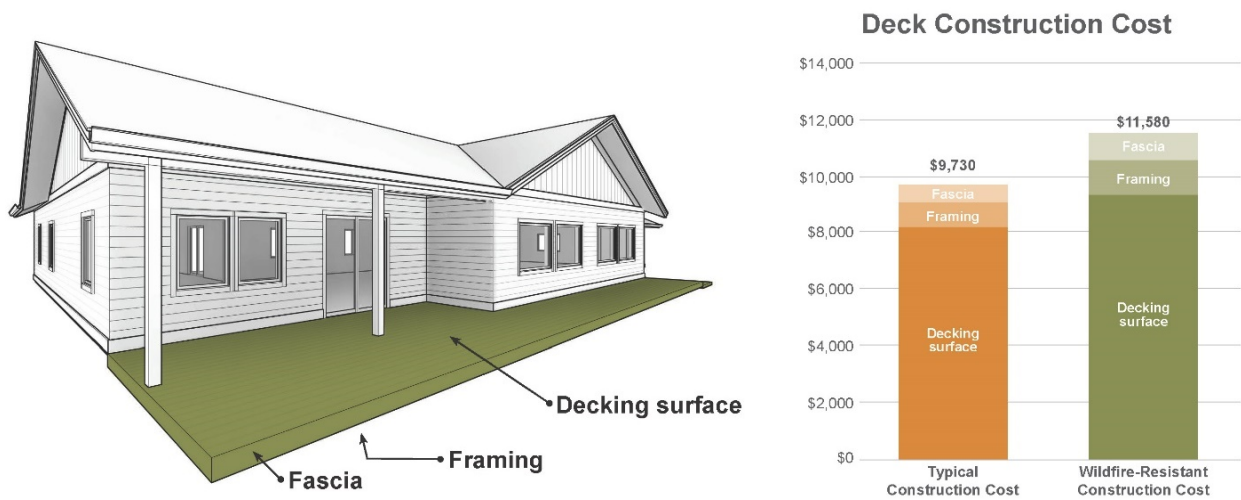 Decking surface
Framing
Fascia
Deck Construction Cost
$14,000
$12,000
$10,000
$8,000
$6,000
$4,000
$2,000
$0
$9,730
Fascia
Framing
Decking
surface
$11,580
Fascia
Framing
Decking
surface
Typical
Construction Cost
Wildfire-Resistant
Construction Cost